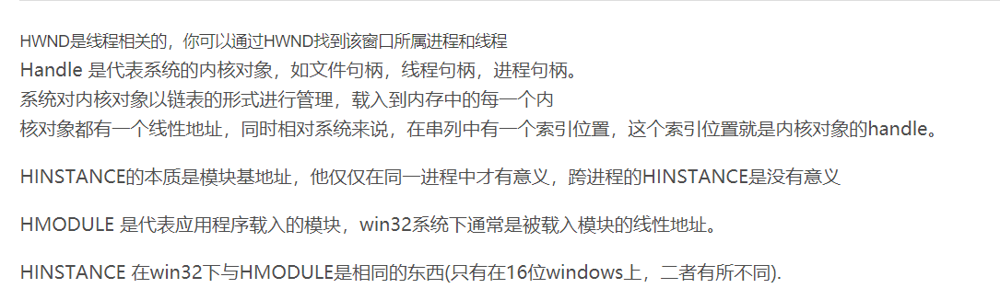 HWND是线程相关的，你可以通过HWND找到该窗口所属进程和线程
Handle 是代表系统的内核对象，如文件句柄，线程句柄，进程句柄。
系统对内核对象以链表的形式进行管理，载入到内存中的每一个内
核对象都有一个线性地址，同时相对系统来说，在串列中有一个索引位置，这个索引位置就是内核对象的handle。
HINSTANCE的本质是模块基地址，他仅仅在同一进程中才有意义，跨进程的HINSTANCE是没有意义
HMODULE 是代表应用程序载入的模块，win32系统下通常是被载入模块的线性地址。
HINSTANCE 在win32下与HMODULE是相同的东西(只有在16位windows上，二者有所不同).